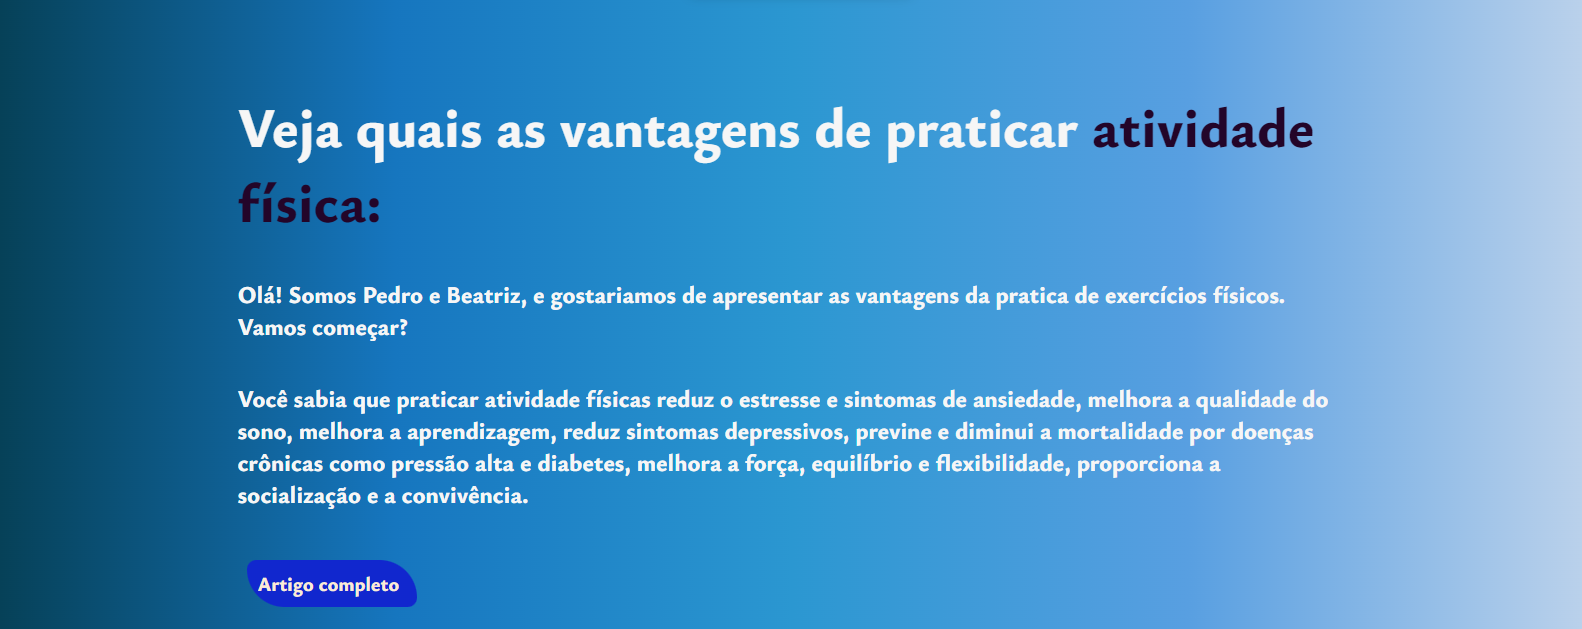 Veja quais as vantagens de praticar atividade
física:
Olá! Somos Pedro e Beatriz, e gostariamos de apresentar as vantagens da pratica de exercícios físicos.
Vamos começar?
Você sabia que praticar atividade físicas reduz o estresse e sintomas de ansiedade, melhora a qualidade do
sono, melhora a aprendizagem, reduz sintomas depressivos, previne e diminui a mortalidade por doenças
crônicas como pressão alta e diabetes, melhora a força, equilíbrio e flexibilidade, proporciona a
socialização e a convivência.
Artigo completo